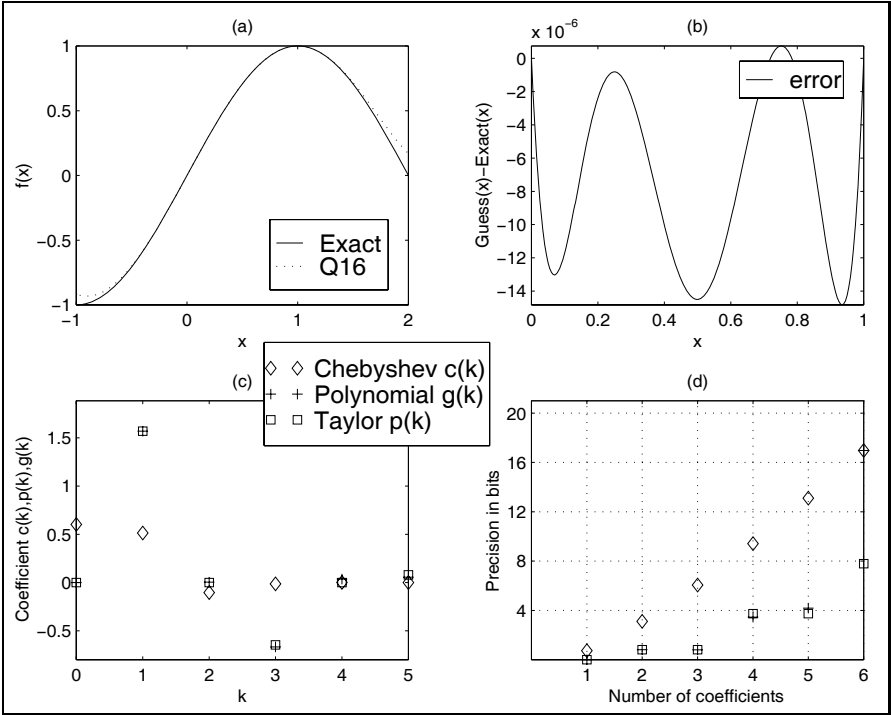 (a)
1
0.5
0
−0.5
−1
f(x)
−1 0 1 2
x
Exact
Q16
(b)
x 10−6
0
−2
−4
−6
−8
−10
−12
−14
Guess(x)−Exact(x)
0 0.2 0.4 0.6 0.8 1
x
error
(c)
Chebyshev c(k)
Polynomial g(k)
Taylor p(k)
1.5
1
0.5
0
−0.5
Coefficient c(k),p(k),g(k)
0 1 2 3 4 5
k
(d)
20
16
12
8
4
Precision in bits
1 2 3 4 5 6
Number of coefficients